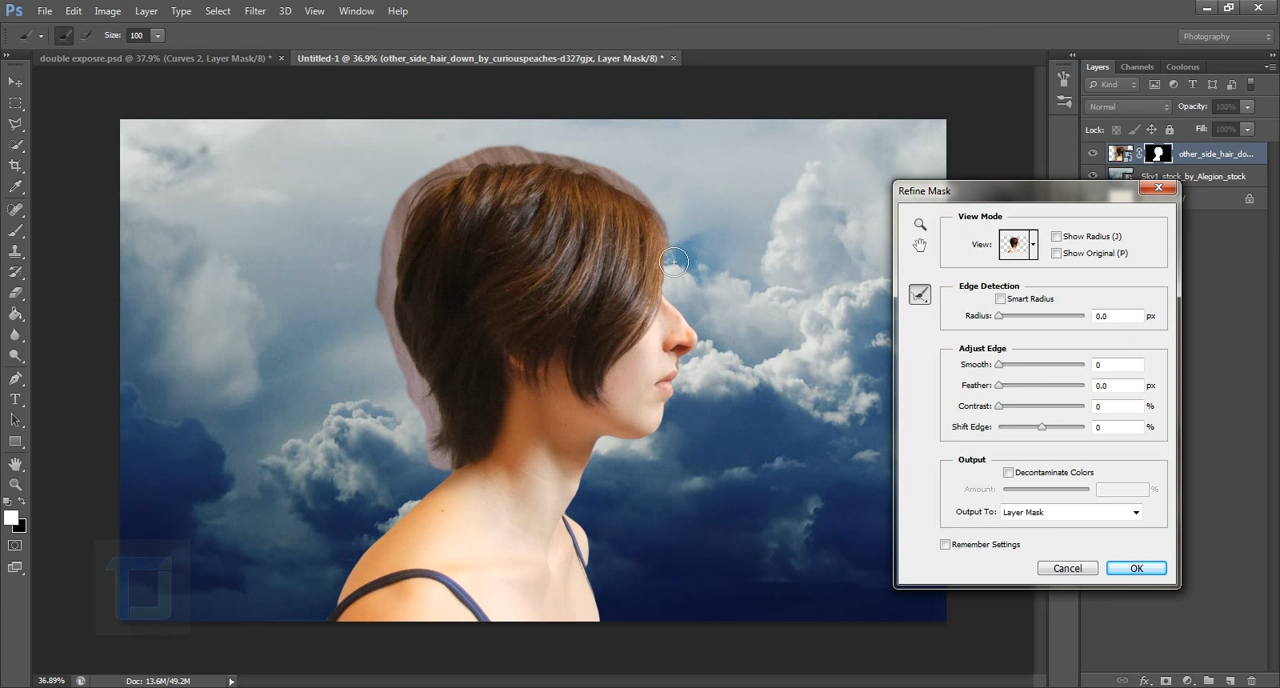 Ps File Edit Image Layer Type Select Filter 3D View Window Help
Size: 100
Photography
double exposre.psd @ 37.9% (Curves 2, Layer Mask/8) * ×
Untitled-1 @ 36.9% (other_side_hair_down_by_curiouspeaches-d327gjx, Layer Mask/8) * ×
Layers Channels Coolorus
Kind
Normal Opacity: 100%
Lock: Fill: 100%
other_side_hair_do...
Sky1_stock_by_Alegion_stock
Refine Mask
View Mode
View:
Show Radius (J)
Show Original (P)
Edge Detection
Smart Radius
Radius: 0.0 px
Adjust Edge
Smooth: 0
Feather: 0.0 px
Contrast: 0 %
Shift Edge: 0 %
Output
Decontaminate Colors
Amount: %
Output To: Layer Mask
Remember Settings
Cancel OK
36.89% Doc: 13.6M/49.2M